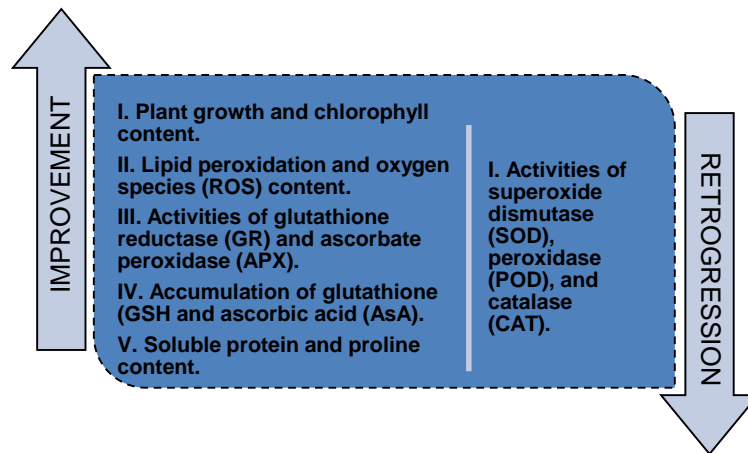 IMPROVEMENT
I. Plant growth and chlorophyll
content.
II. Lipid peroxidation and oxygen
species (ROS) content.
III. Activities of glutathione
reductase (GR) and ascorbate
peroxidase (APX).
IV. Accumulation of glutathione
(GSH and ascorbic acid (AsA).
V. Soluble protein and proline
content.
I. Activities of
superoxide
dismutase
(SOD),
peroxidase
(POD), and
catalase
(CAT).
RETROGRESSION